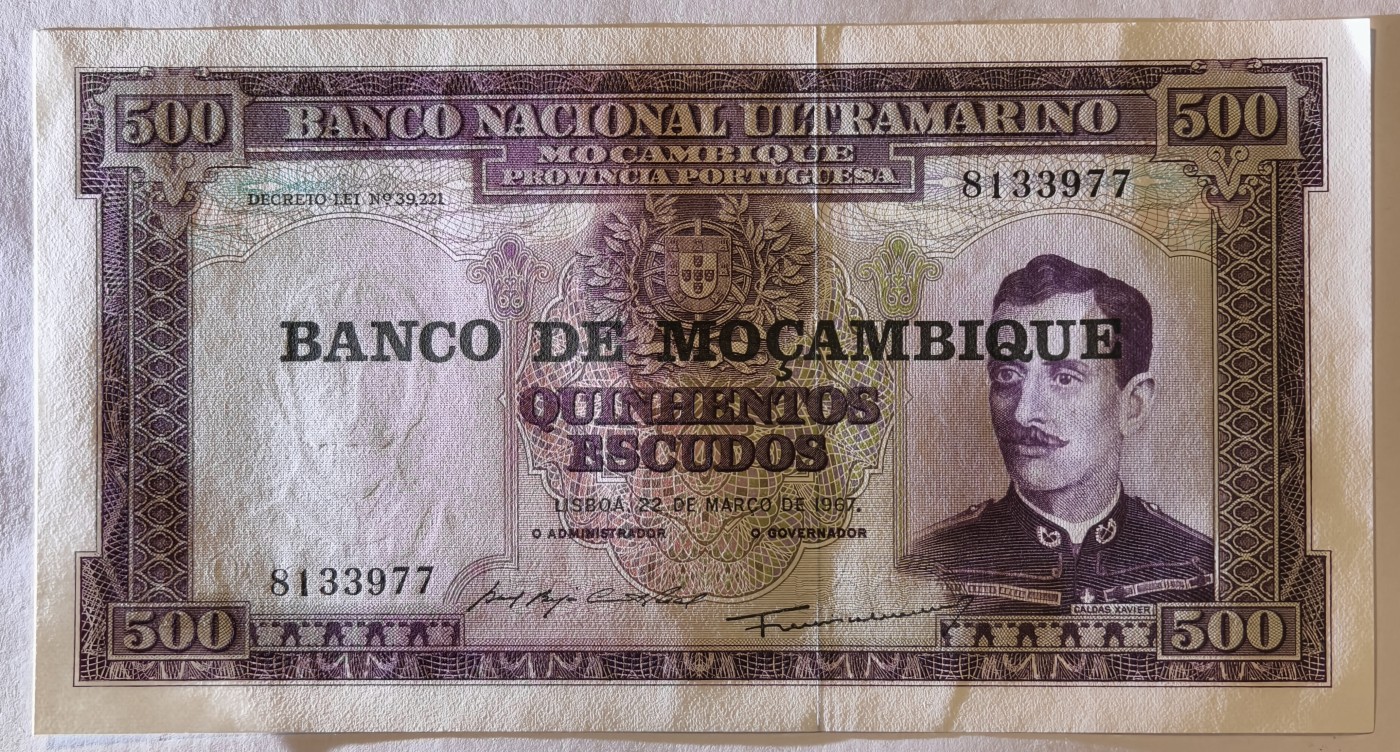 500 BANCO NACIONAL ULTRAMARINO 500
MOÇAMBIQUE
PROVÍNCIA PORTUGUESA
DECRETO-LEI Nº 39,221
8133977
BANCO DE MOÇAMBIQUE
QUINHENTOS
ESCUDOS
LISBOA, 22 DE MARÇO DE 1967.
O ADMINISTRADOR O GOVERNADOR
8133977
CALDAS XAVIER
500 500